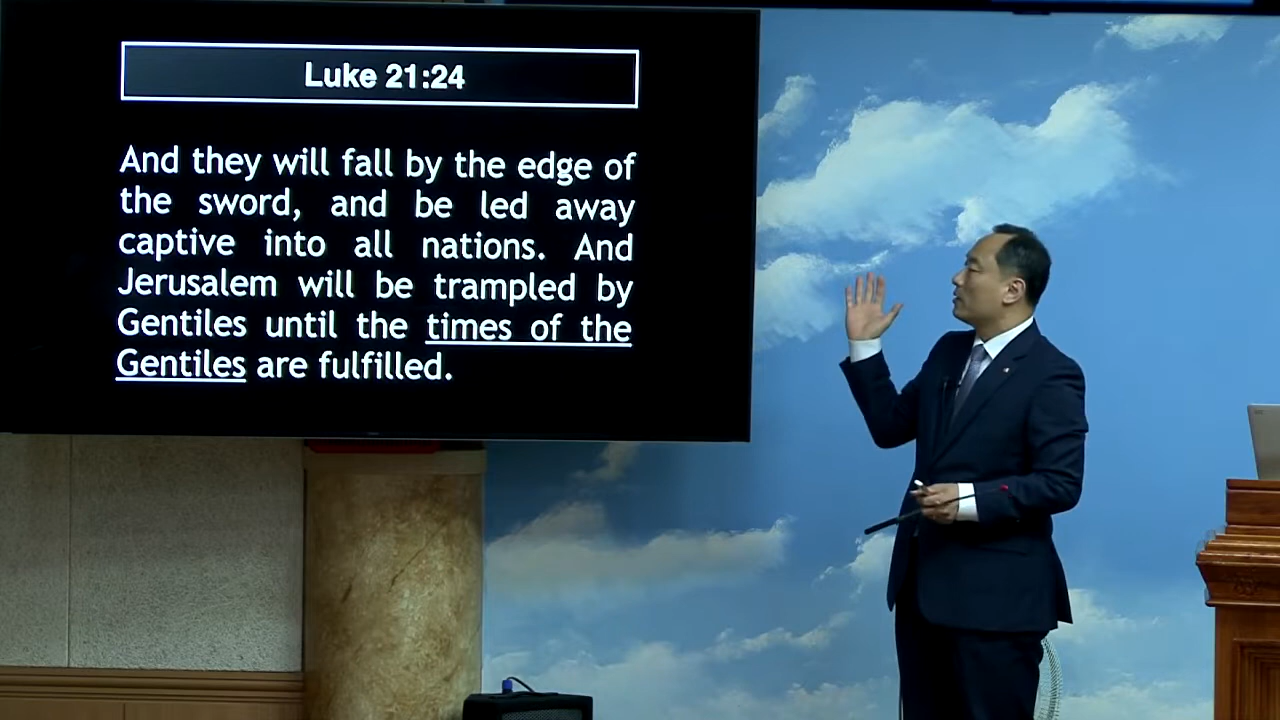 Luke 21:24
And they will fall by the edge of
the sword, and be led away
captive into all nations. And
Jerusalem will be trampled by
Gentiles until the times of the
Gentiles are fulfilled.